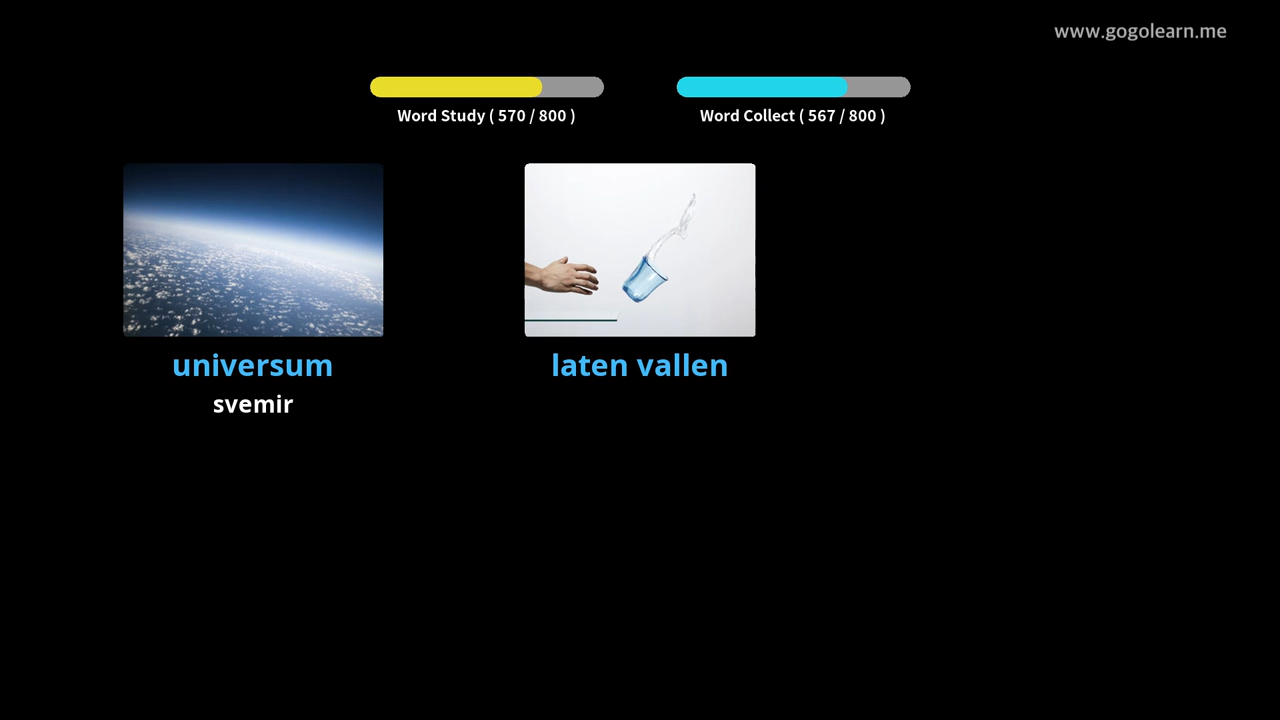 www.gogolearn.me
Word Study ( 570 / 800 )
Word Collect ( 567 / 800 )
universum
svemir
laten vallen